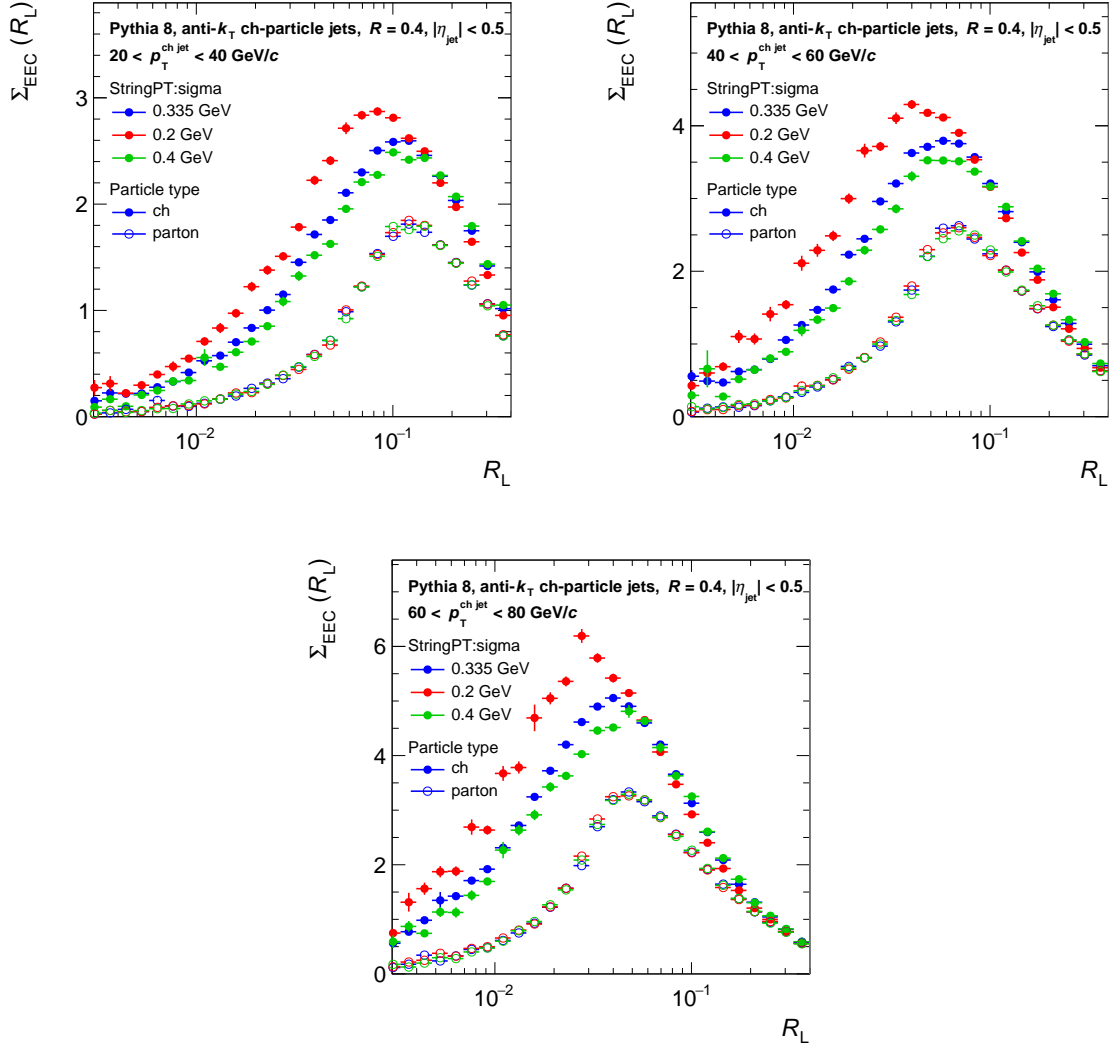 Pythia 8, anti-k_T ch-particle jets, R = 0.4, |η_jet| < 0.5
20 < p_T^ch jet < 40 GeV/c
StringPT:sigma
0.335 GeV
0.2 GeV
0.4 GeV
Particle type
ch
parton
Σ_EEC (R_L)
3
2
1
0
10^−2
10^−1
R_L
Pythia 8, anti-k_T ch-particle jets, R = 0.4, |η_jet| < 0.5
40 < p_T^ch jet < 60 GeV/c
StringPT:sigma
0.335 GeV
0.2 GeV
0.4 GeV
Particle type
ch
parton
Σ_EEC (R_L)
4
2
0
10^−2
10^−1
R_L
Pythia 8, anti-k_T ch-particle jets, R = 0.4, |η_jet| < 0.5
60 < p_T^ch jet < 80 GeV/c
StringPT:sigma
0.335 GeV
0.2 GeV
0.4 GeV
Particle type
ch
parton
Σ_EEC (R_L)
6
4
2
0
10^−2
10^−1
R_L